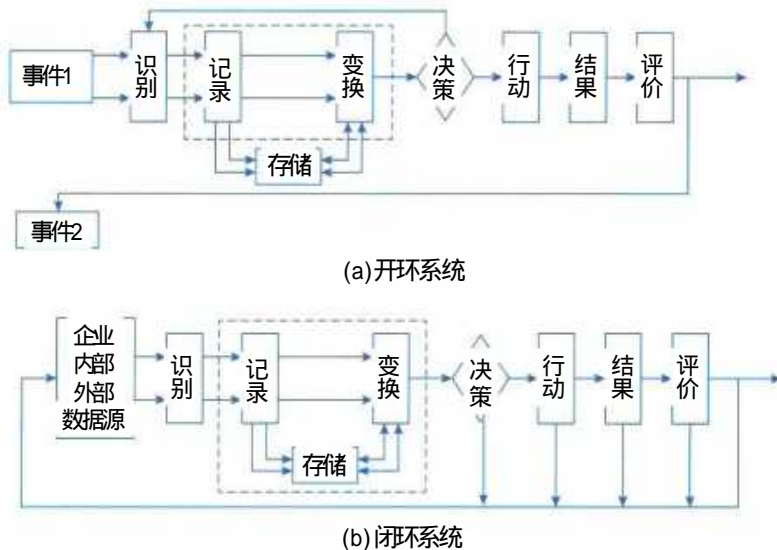 事件1
识别
记录
变换
决策
行动
结果
评价
存储
事件2
(a)开环系统
企业
内部
外部
数据源
识别
记录
变换
决策
行动
结果
评价
存储
(b)闭环系统